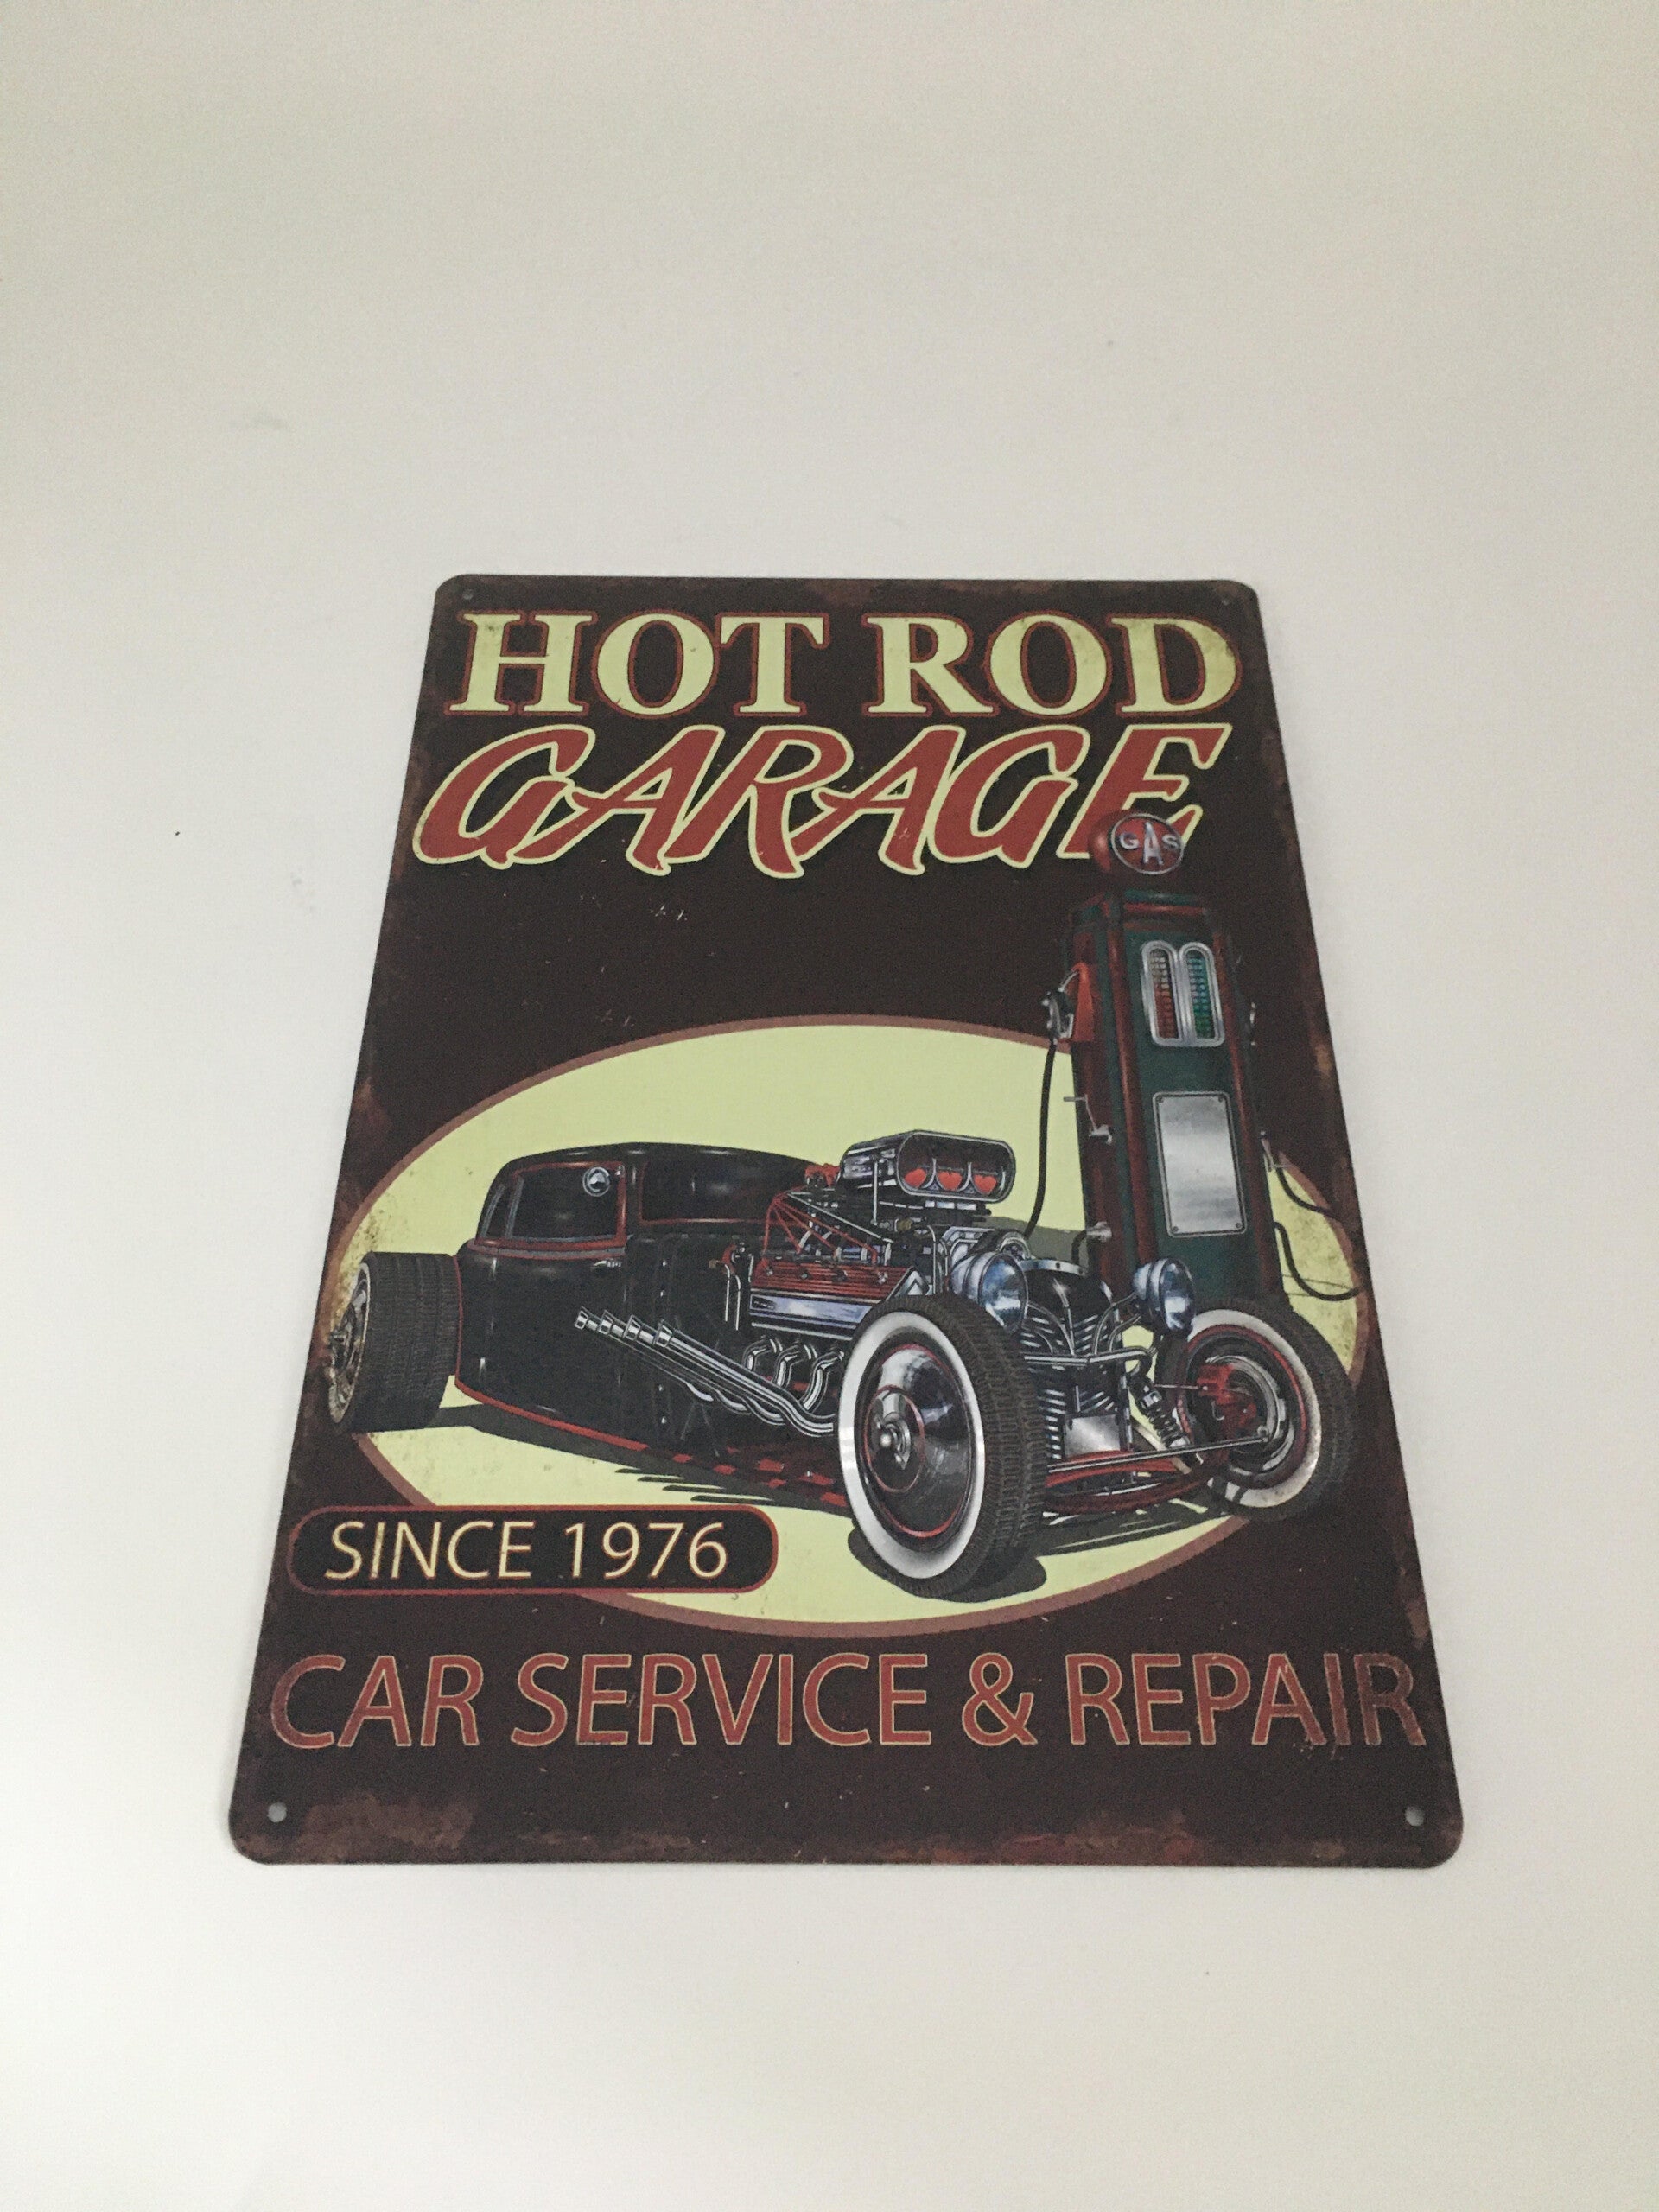 HOT ROD
GARAGE
GAS
SINCE 1976
CAR SERVICE & REPAIR